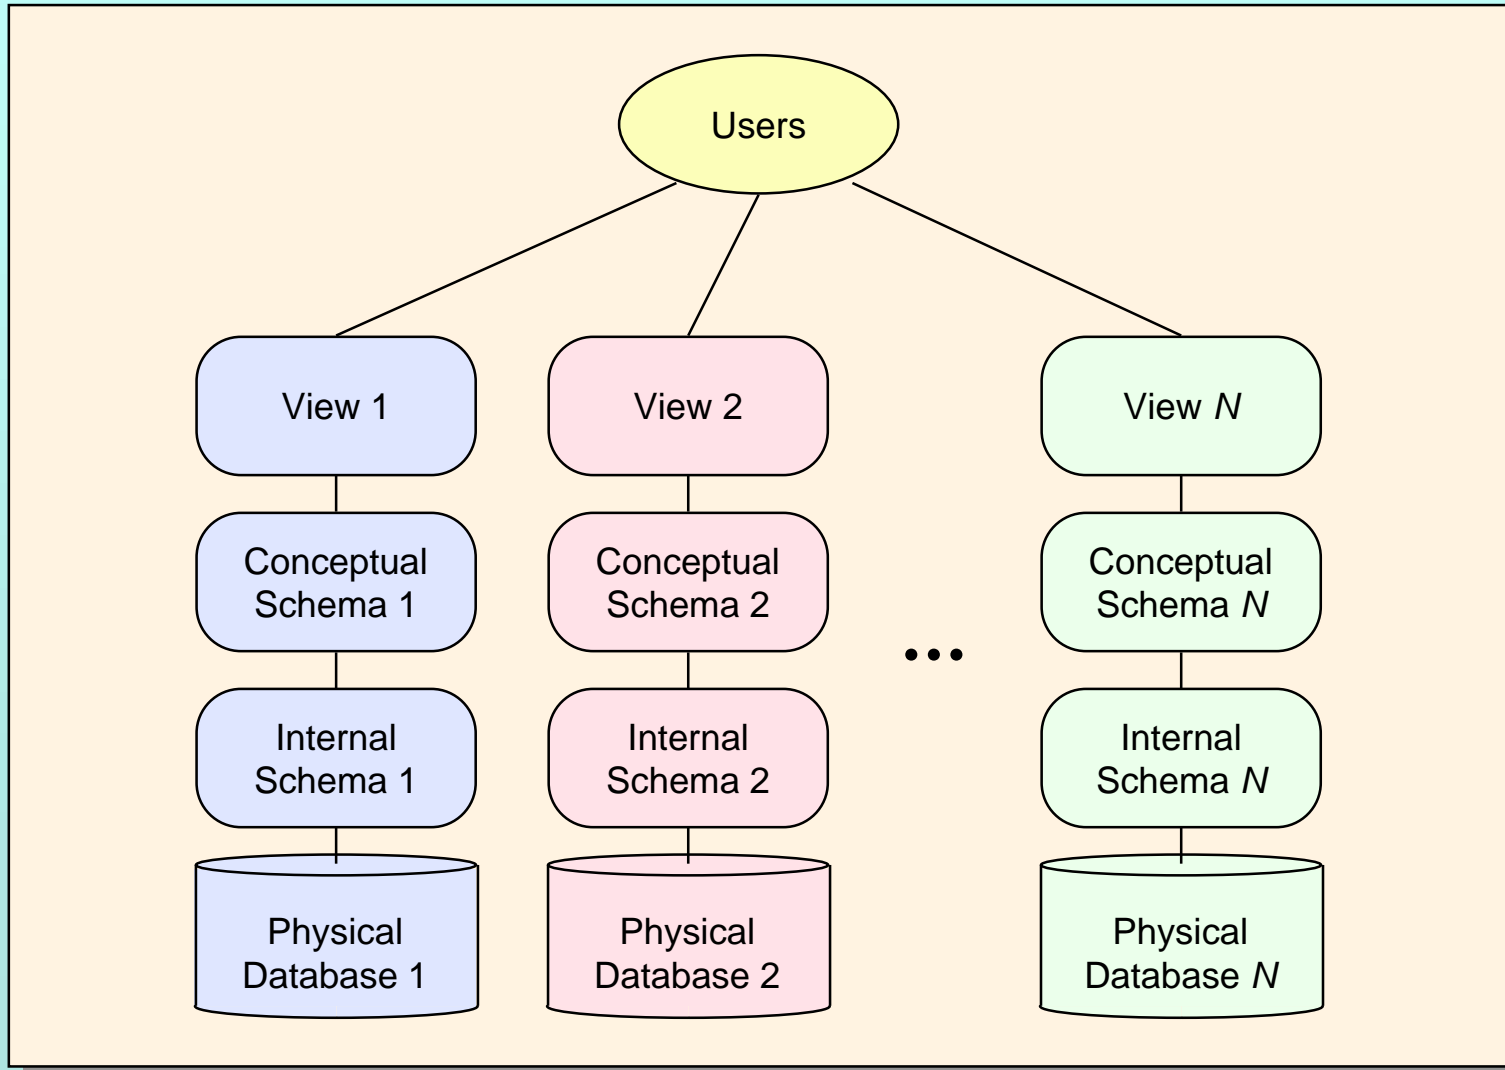 Users
View 1
View 2
View N
Conceptual
Schema 1
Conceptual
Schema 2
Conceptual
Schema N
...
Internal
Schema 1
Internal
Schema 2
Internal
Schema N
Physical
Database 1
Physical
Database 2
Physical
Database N